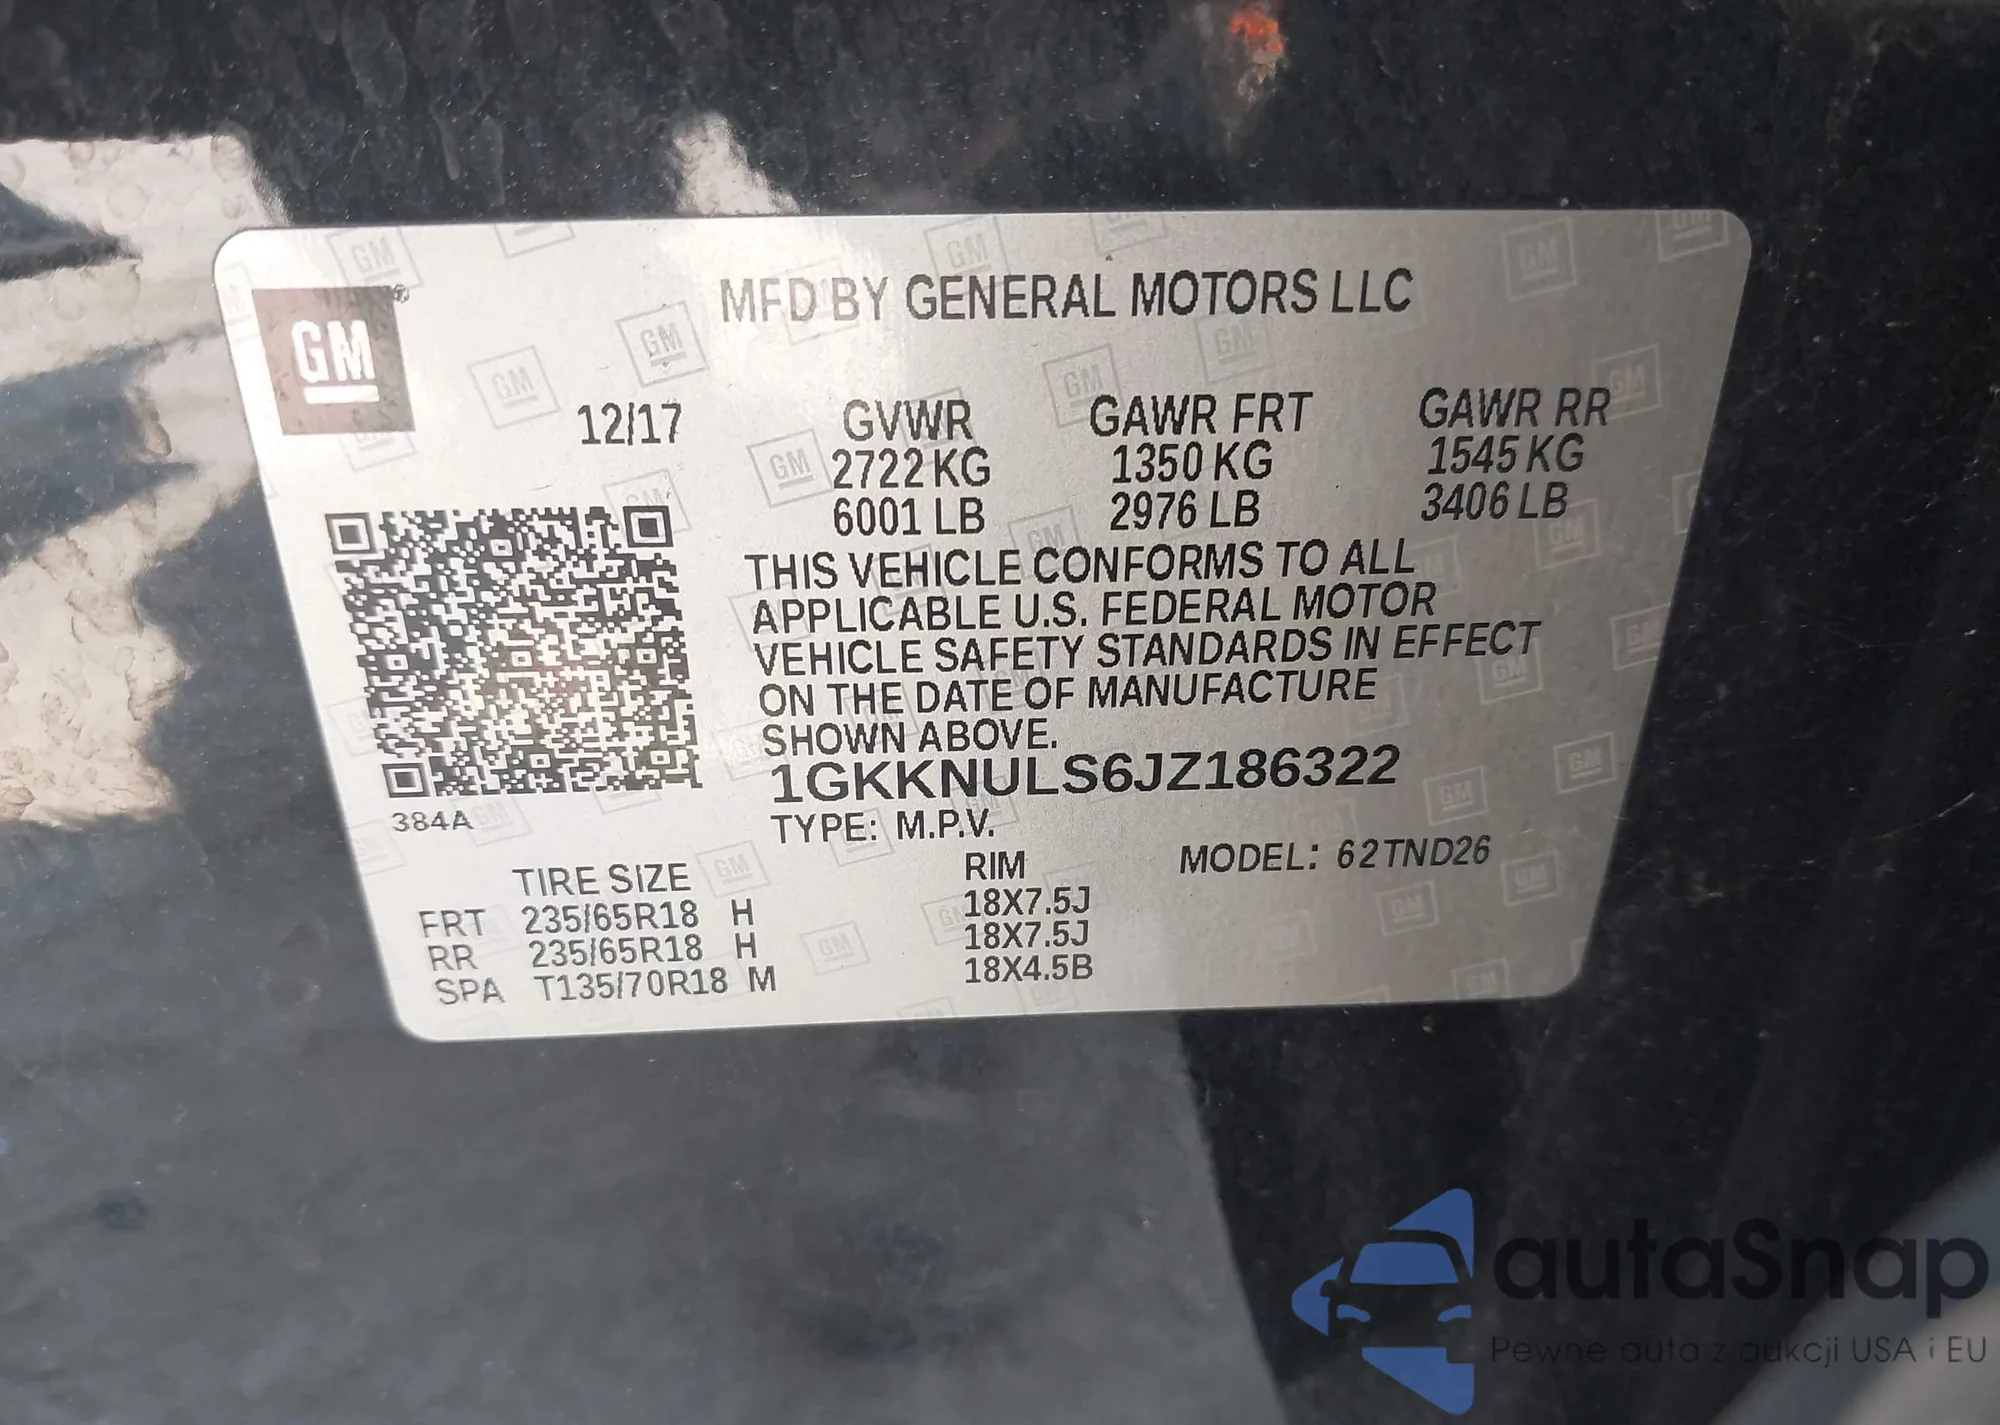 GM
MFD BY GENERAL MOTORS LLC
12/17 GVWR GAWR FRT GAWR RR
2722 KG 1350 KG 1545 KG
6001 LB 2976 LB 3406 LB
THIS VEHICLE CONFORMS TO ALL
APPLICABLE U.S. FEDERAL MOTOR
VEHICLE SAFETY STANDARDS IN EFFECT
ON THE DATE OF MANUFACTURE
SHOWN ABOVE.
1GKKNULS6JZ186322
384A
TYPE: M.P.V.
MODEL: 62TND26
TIRE SIZE RIM
FRT 235/65R18 H 18X7.5J
RR 235/65R18 H 18X7.5J
SPA T135/70R18 M 18X4.5B
autaSnap
Pewne auta z aukcji USA i EU